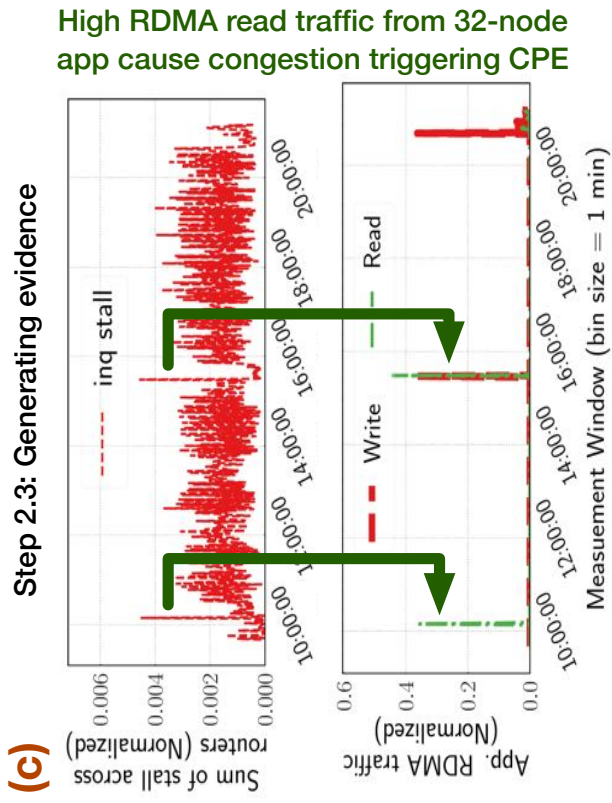 High RDMA read traffic from 32-node
app cause congestion triggering CPE
(c)
Step 2.3: Generating evidence
Sum of stall across
routers (Normalized)
0.006
0.004
0.002
0.000
inq stall
10:00:00
12:00:00
14:00:00
16:00:00
18:00:00
20:00:00
App. RDMA traffic
(Normalized)
0.6
0.4
0.2
0.0
Write
Read
10:00:00
12:00:00
14:00:00
16:00:00
18:00:00
20:00:00
Measurement Window (bin size = 1 min)